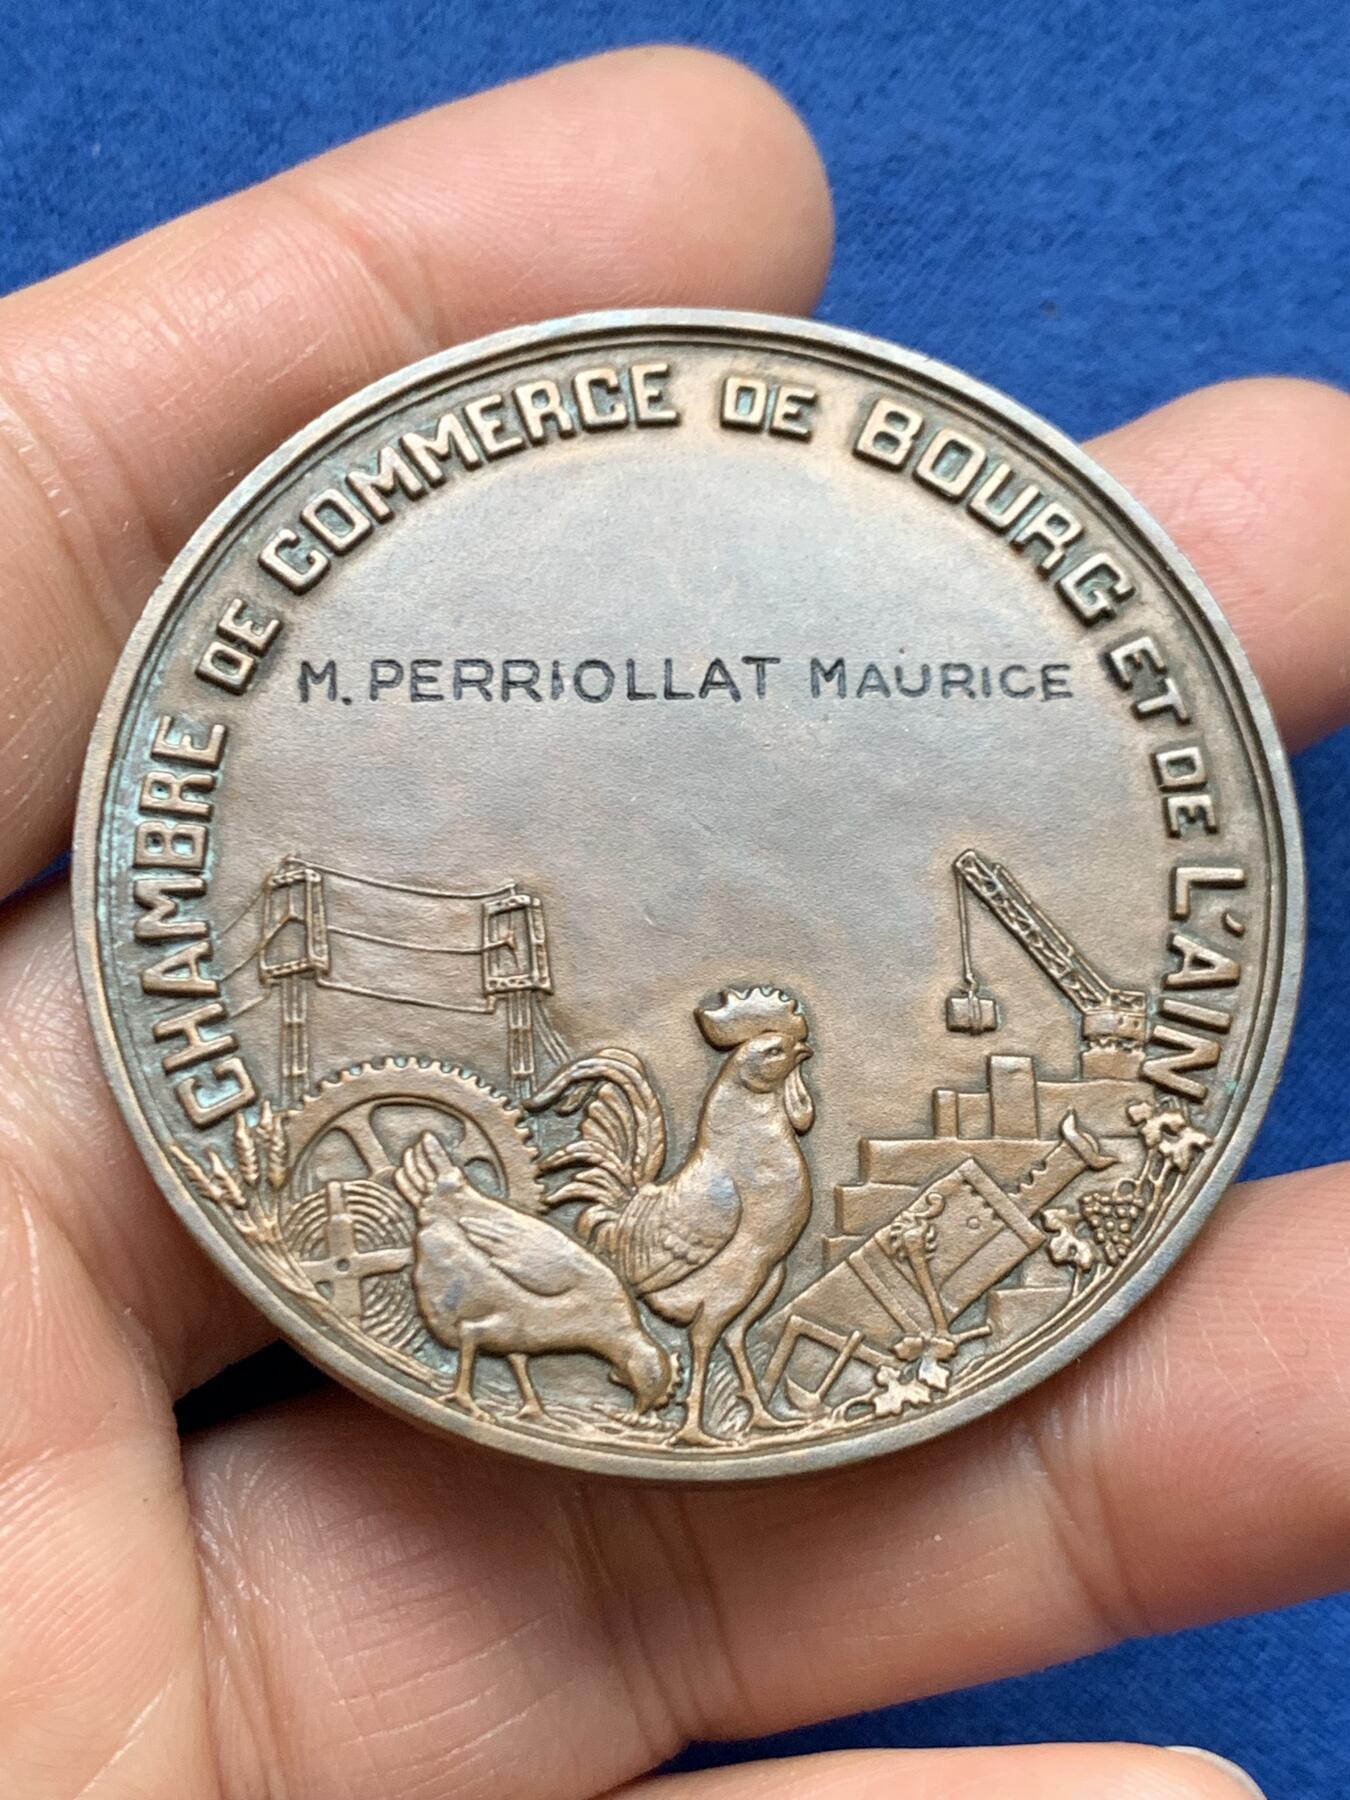 CHAMBRE DE COMMERCE DE BOURG ET DE L'AIN
M. PERRIOLLAT MAURICE